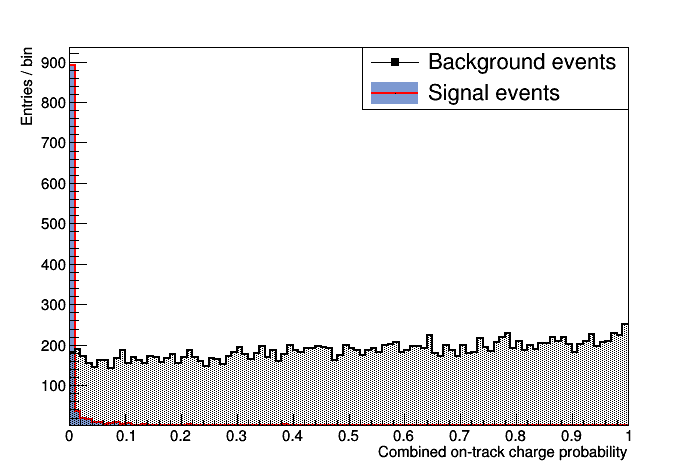 Entries / bin
Background events
Signal events
900
800
700
600
500
400
300
200
100
0 0.1 0.2 0.3 0.4 0.5 0.6 0.7 0.8 0.9 1
Combined on-track charge probability